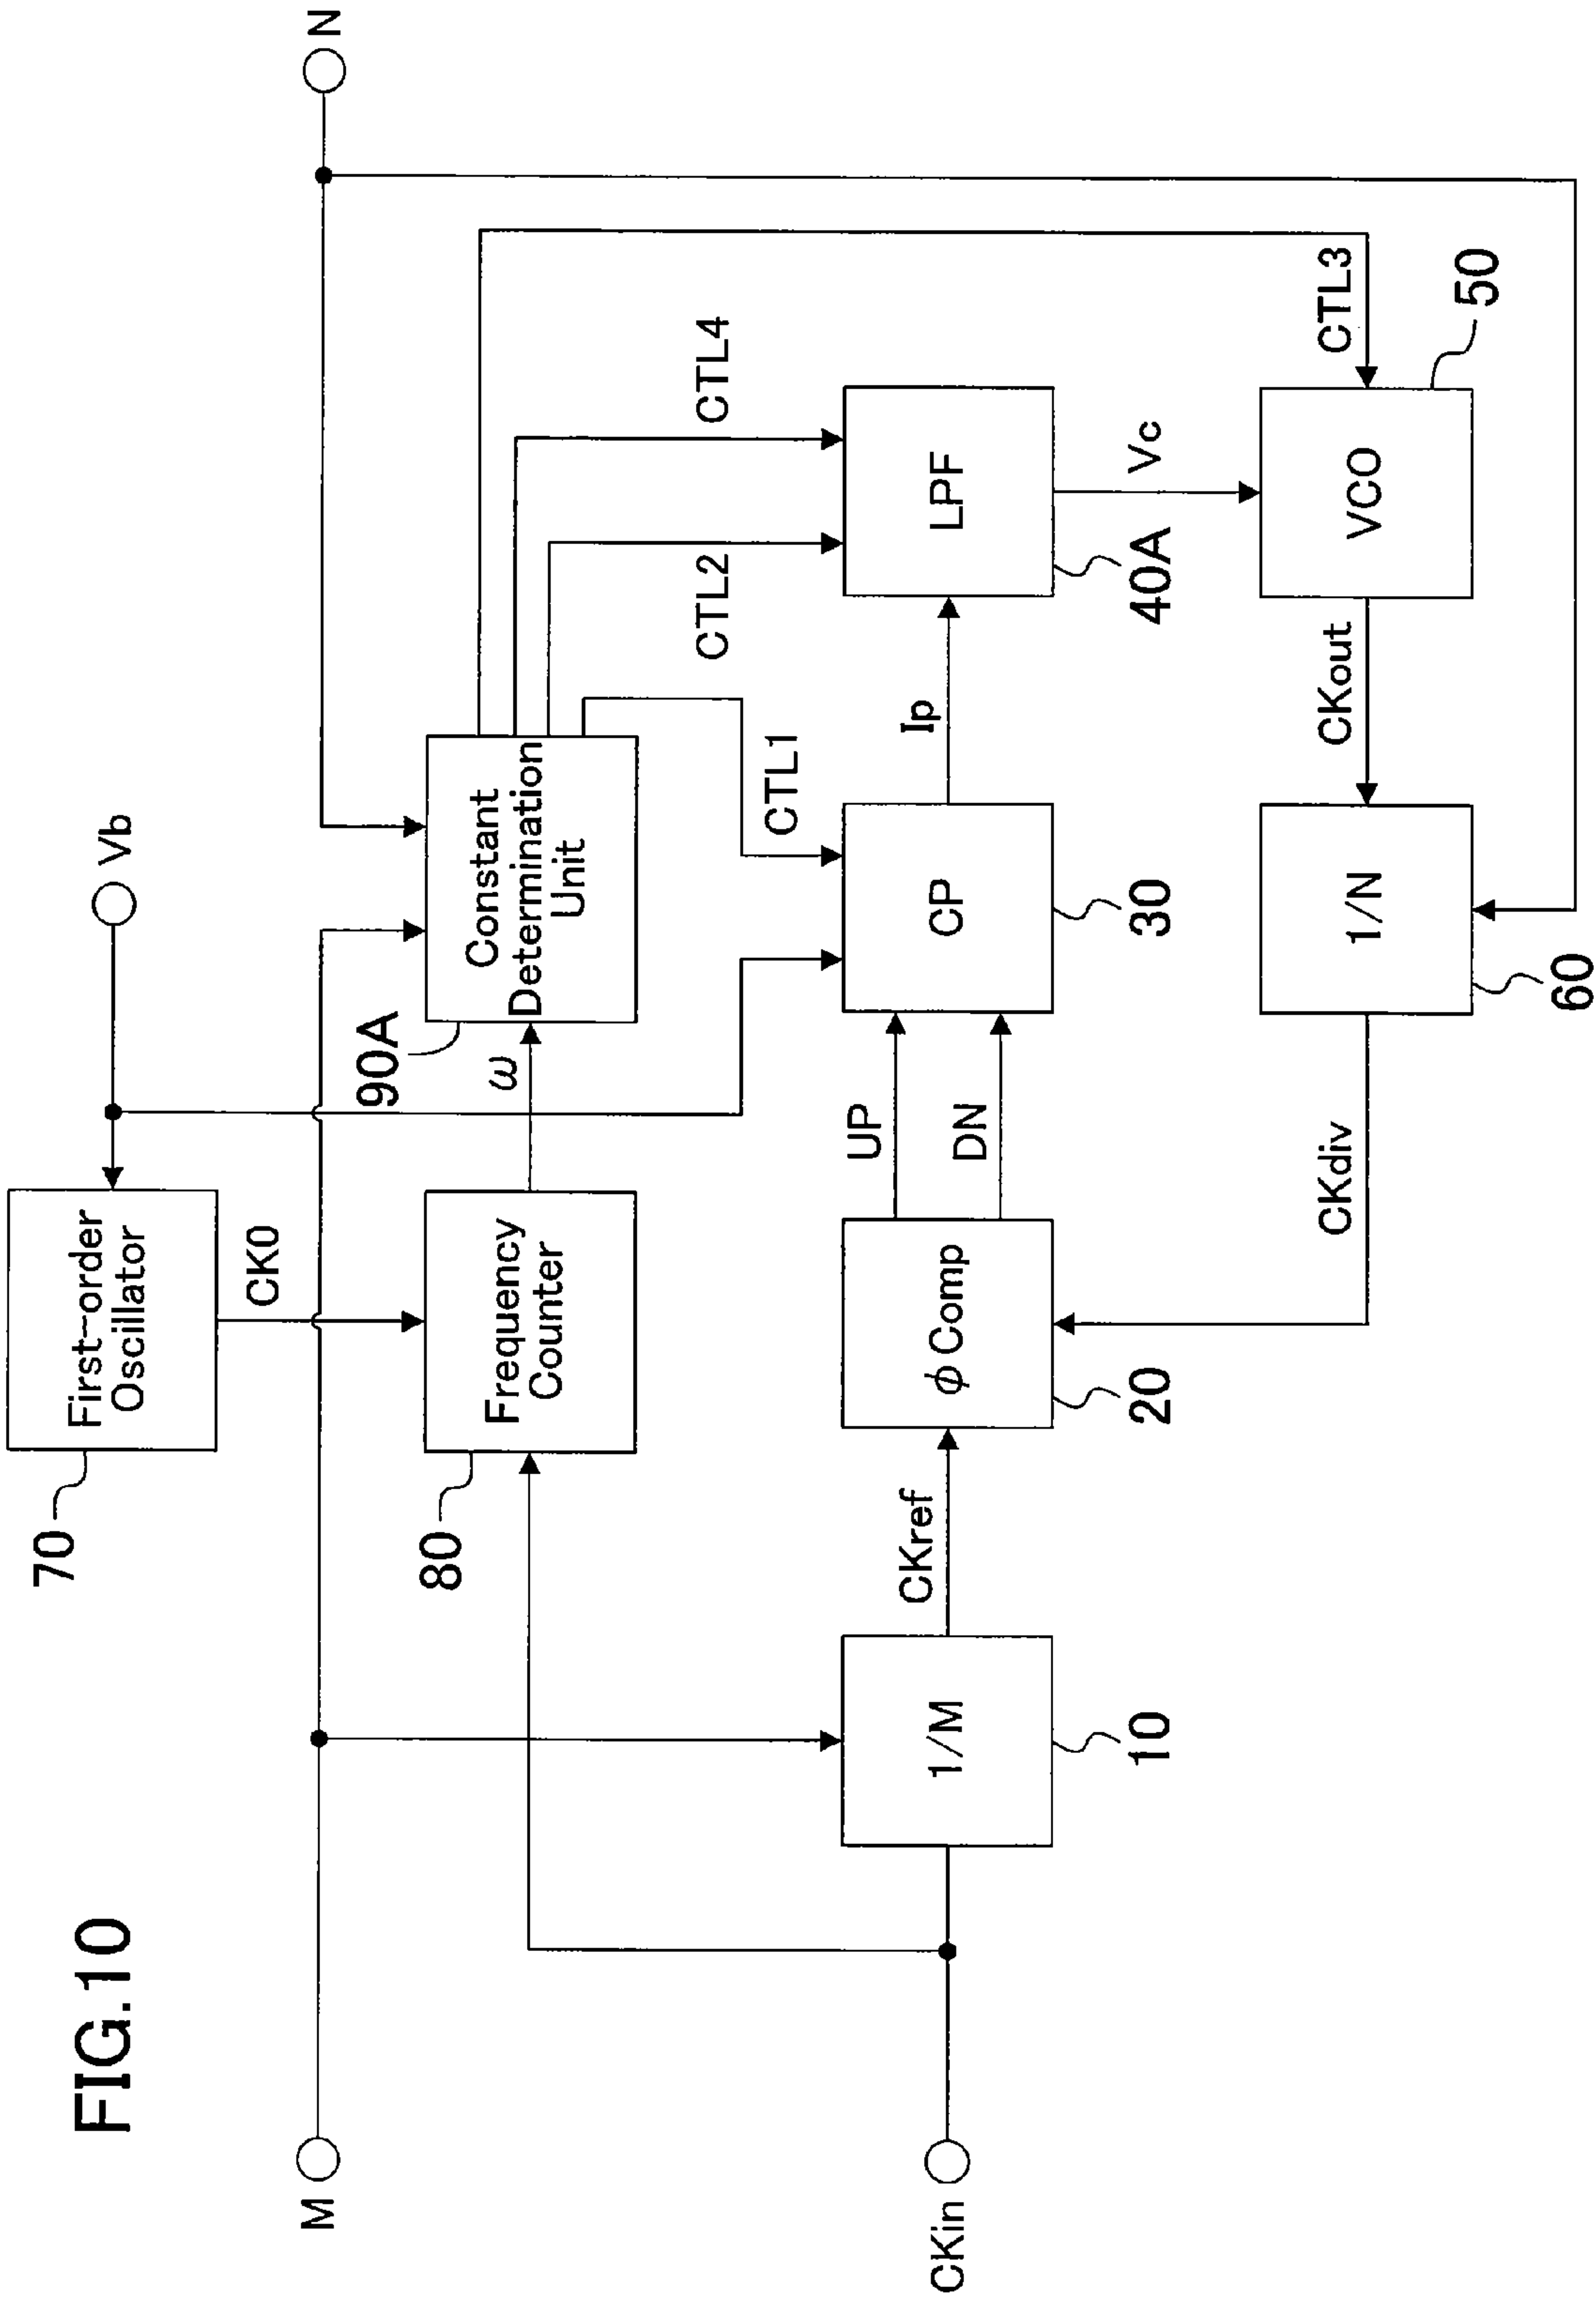 FIG.10
70
First-order
Oscillator
Vb
CK0
M
N
80
Frequency
Counter
ω
90A
Constant
Determination
Unit
CTL1
CTL2
CTL4
CTL3
CKin
1/M
10
CKref
φ Comp
20
UP
DN
CP
30
Ip
LPF
40A
Vc
CKdiv
1/N
60
CKout
VCO
50